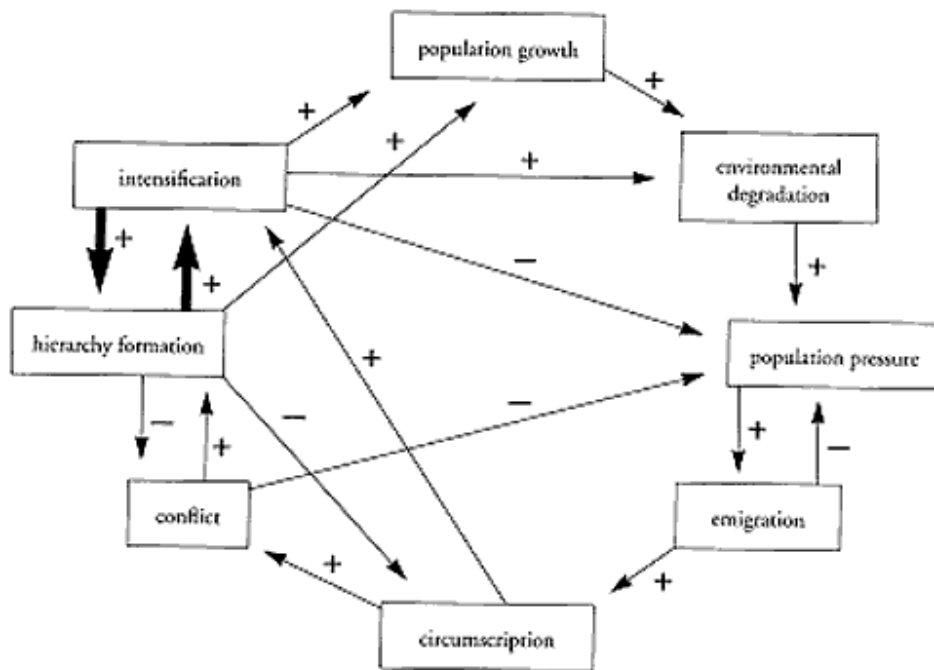 population growth
+
+
+
+
intensification
environmental
degradation
+
+
+
−
+
hierarchy formation
population pressure
+
−
−
−
+
+
−
conflict
emigration
+
+
circumscription